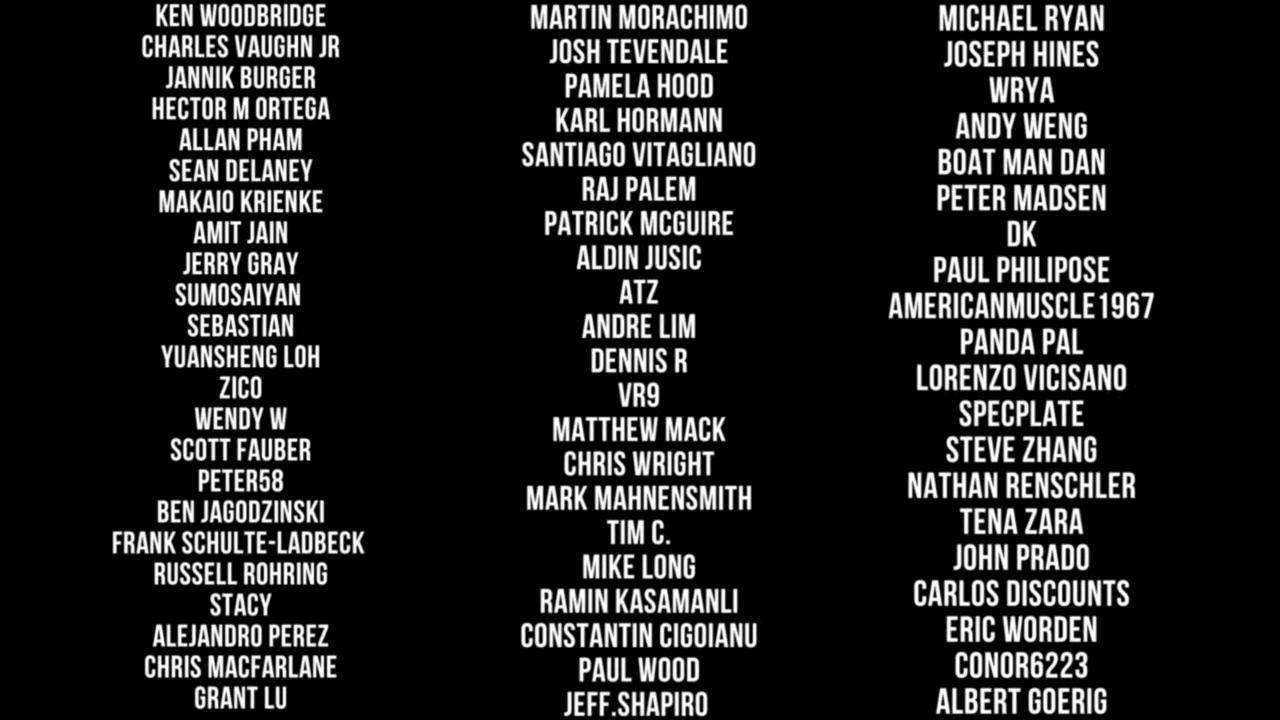 KEN WOODBRIDGE
CHARLES VAUGHN JR
JANNIK BURGER
HECTOR M ORTEGA
ALLAN PHAM
SEAN DELANEY
MAKAIO KRIENKE
AMIT JAIN
JERRY GRAY
SUMOSAIYAN
SEBASTIAN
YUANSHENG LOH
ZICO
WENDY W
SCOTT FAUBER
PETER58
BEN JAGODZINSKI
FRANK SCHULTE-LADBECK
RUSSELL ROHRING
STACY
ALEJANDRO PEREZ
CHRIS MACFARLANE
GRANT LU
MARTIN MORACHIMO
JOSH TEVENDALE
PAMELA HOOD
KARL HORMANN
SANTIAGO VITAGLIANO
RAJ PALEM
PATRICK MCGUIRE
ALDIN JUSIC
ATZ
ANDRE LIM
DENNIS R
VR9
MATTHEW MACK
CHRIS WRIGHT
MARK MAHNENSMITH
TIM C.
MIKE LONG
RAMIN KASAMANLI
CONSTANTIN CIGOIANU
PAUL WOOD
JEFF.SHAPIRO
MICHAEL RYAN
JOSEPH HINES
WRYA
ANDY WENG
BOAT MAN DAN
PETER MADSEN
DK
PAUL PHILIPOSE
AMERICANMUSCLE1967
PANDA PAL
LORENZO VICISANO
SPECPLATE
STEVE ZHANG
NATHAN RENSCHLER
TENA ZARA
JOHN PRADO
CARLOS DISCOUNTS
ERIC WORDEN
CONOR6223
ALBERT GOERIG